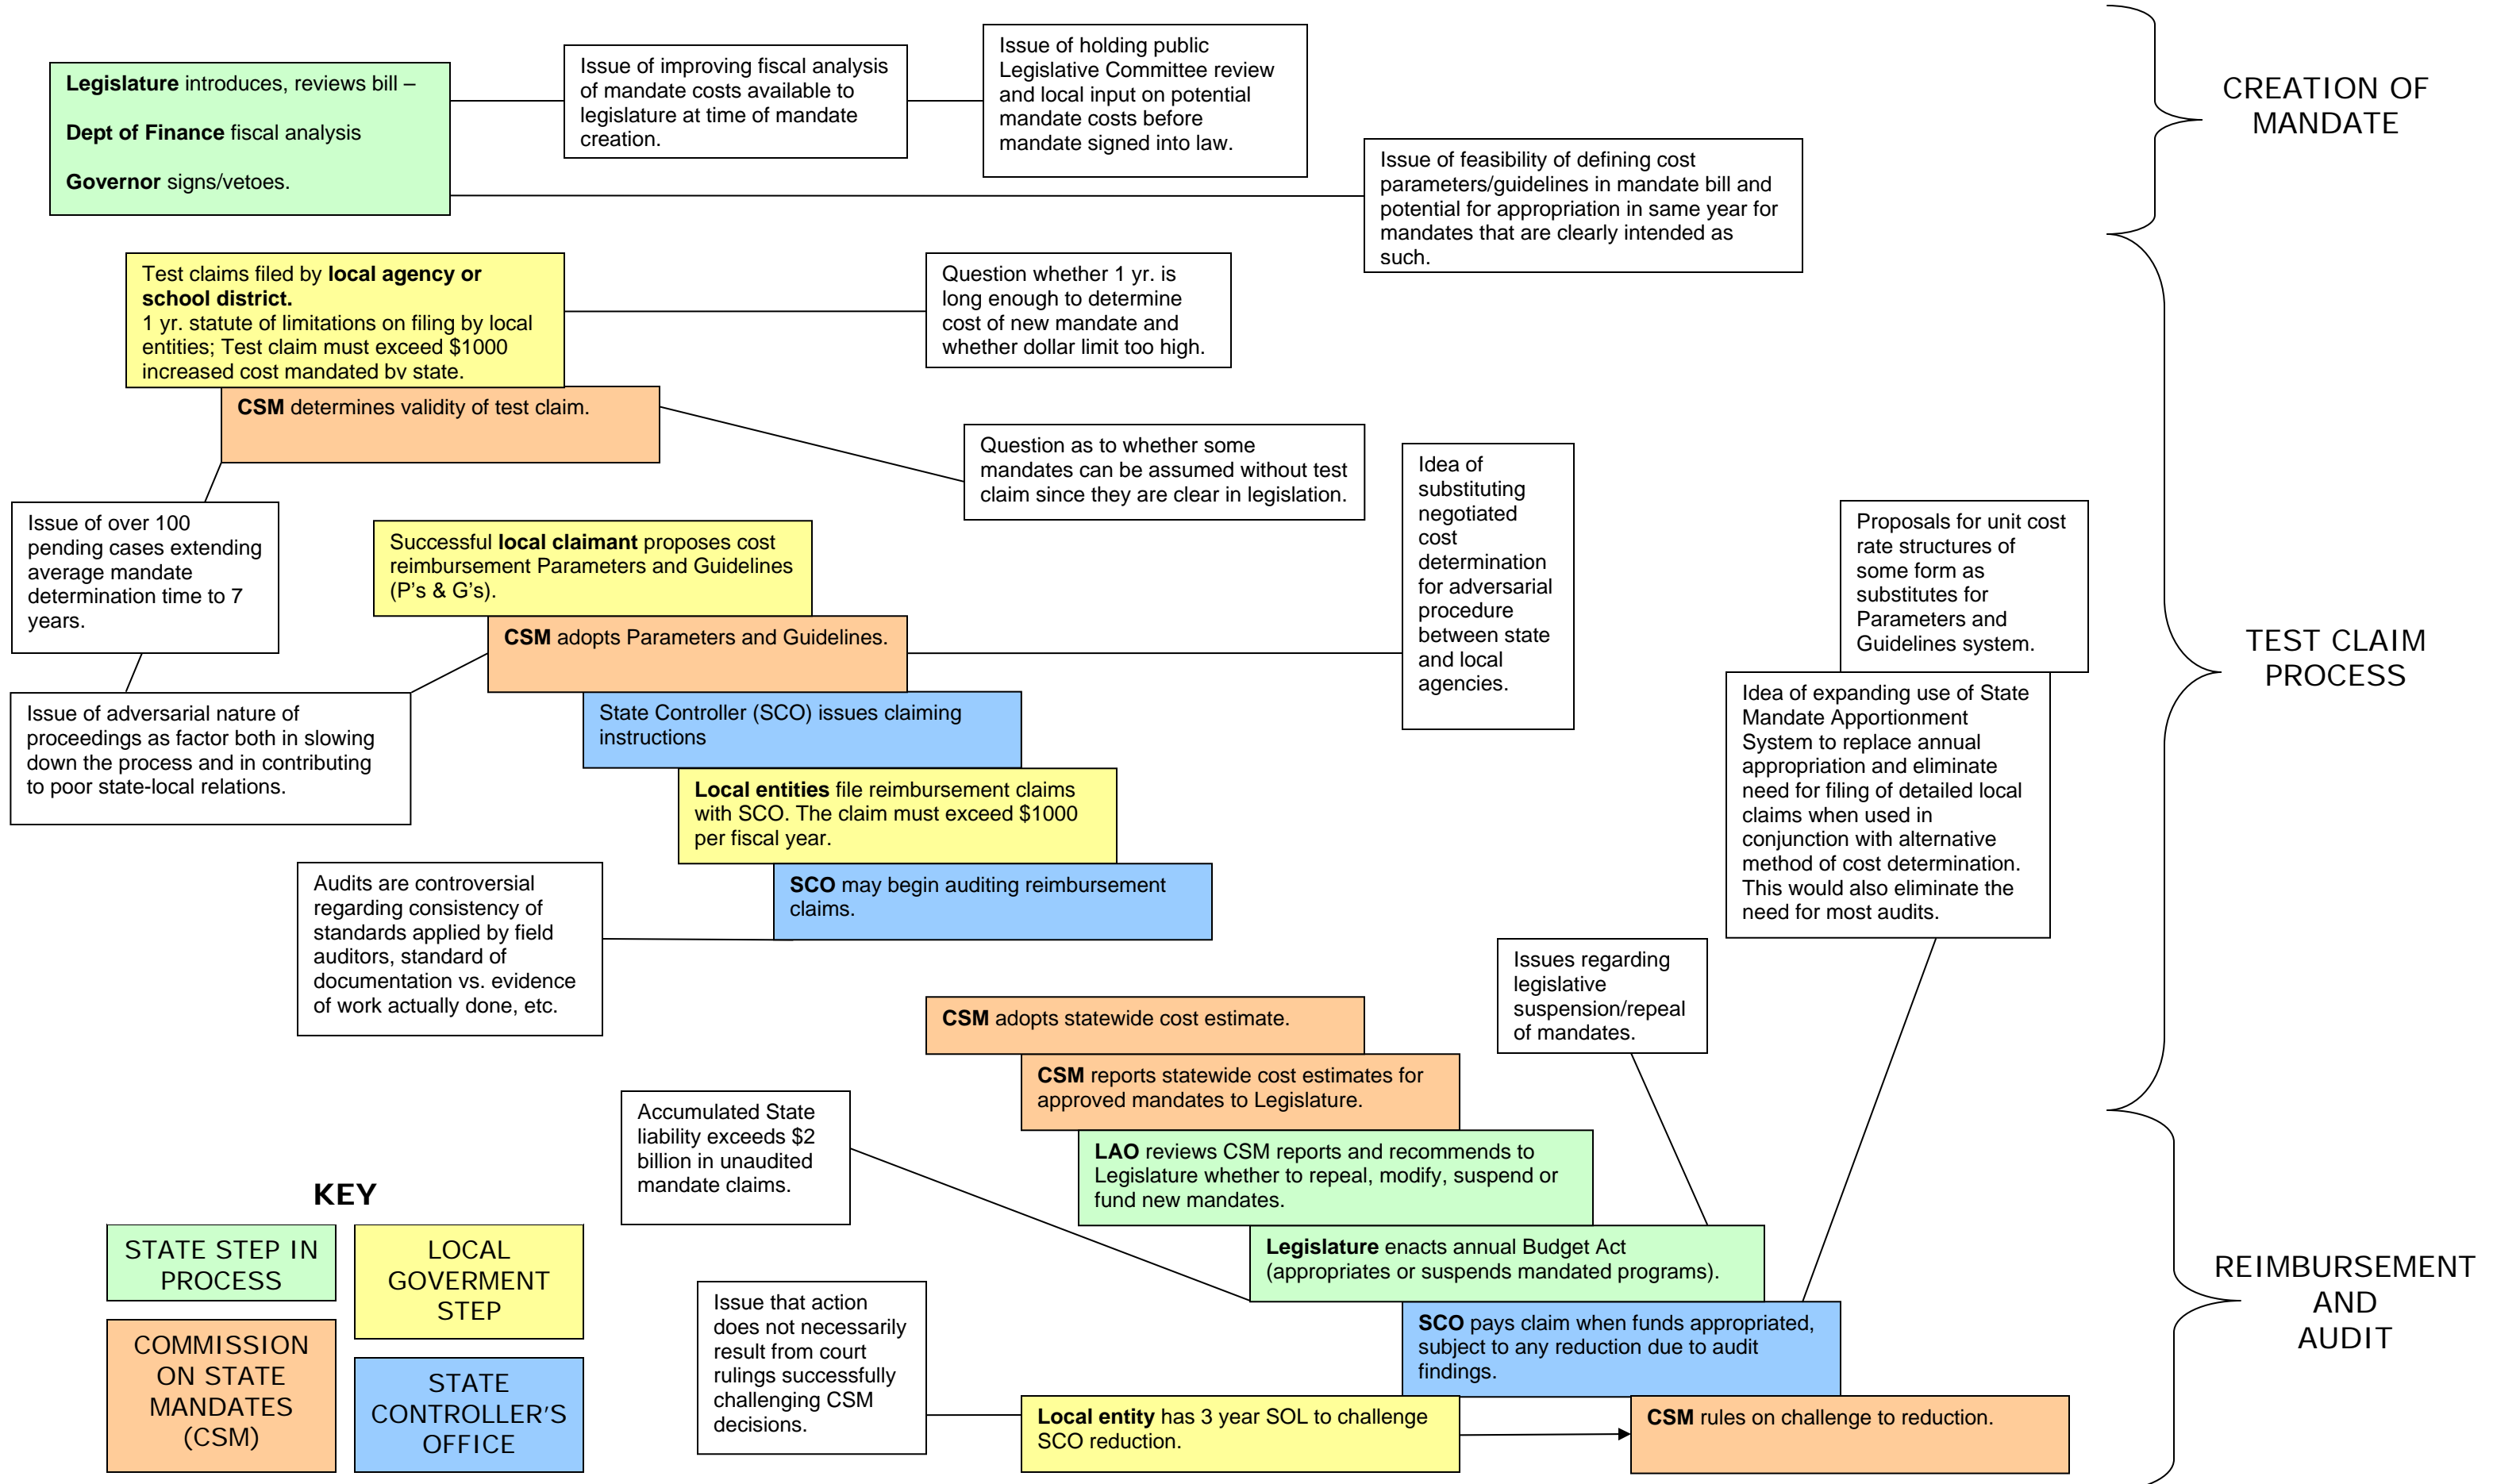 Legislature introduces, reviews bill –
Dept of Finance fiscal analysis
Governor signs/vetoes.
Issue of improving fiscal analysis
of mandate costs available to
legislature at time of mandate
creation.
Issue of holding public
Legislative Committee review
and local input on potential
mandate costs before
mandate signed into law.
Issue of feasibility of defining cost
parameters/guidelines in mandate bill and
potential for appropriation in same year for
mandates that are clearly intended as
such.
CREATION OF
MANDATE
Test claims filed by local agency or
school district.
1 yr. statute of limitations on filing by local
entities; Test claim must exceed $1000
increased cost mandated by state.
Question whether 1 yr. is
long enough to determine
cost of new mandate and
whether dollar limit too high.
CSM determines validity of test claim.
Question as to whether some
mandates can be assumed without test
claim since they are clear in legislation.
Idea of
substituting
negotiated
cost
determination
for adversarial
procedure
between state
and local
agencies.
Proposals for unit cost
rate structures of
some form as
substitutes for
Parameters and
Guidelines system.
Issue of over 100
pending cases extending
average mandate
determination time to 7
years.
Successful local claimant proposes cost
reimbursement Parameters and Guidelines
(P's & G's).
CSM adopts Parameters and Guidelines.
TEST CLAIM
PROCESS
Issue of adversarial nature of
proceedings as factor both in slowing
down the process and in contributing
to poor state-local relations.
State Controller (SCO) issues claiming
instructions
Idea of expanding use of State
Mandate Apportionment
System to replace annual
appropriation and eliminate
need for filing of detailed local
claims when used in
conjunction with alternative
method of cost determination.
This would also eliminate the
need for most audits.
Local entities file reimbursement claims
with SCO. The claim must exceed $1000
per fiscal year.
Audits are controversial
regarding consistency of
standards applied by field
auditors, standard of
documentation vs. evidence
of work actually done, etc.
SCO may begin auditing reimbursement
claims.
Issues regarding
legislative
suspension/repeal
of mandates.
CSM adopts statewide cost estimate.
CSM reports statewide cost estimates for
approved mandates to Legislature.
Accumulated State
liability exceeds $2
billion in unaudited
mandate claims.
LAO reviews CSM reports and recommends to
Legislature whether to repeal, modify, suspend or
fund new mandates.
Legislature enacts annual Budget Act
(appropriates or suspends mandated programs).
REIMBURSEMENT
AND
AUDIT
Issue that action
does not necessarily
result from court
rulings successfully
challenging CSM
decisions.
SCO pays claim when funds appropriated,
subject to any reduction due to audit
findings.
Local entity has 3 year SOL to challenge
SCO reduction.
CSM rules on challenge to reduction.
KEY
STATE STEP IN
PROCESS
LOCAL
GOVERMENT
STEP
COMMISSION
ON STATE
MANDATES
(CSM)
STATE
CONTROLLER'S
OFFICE